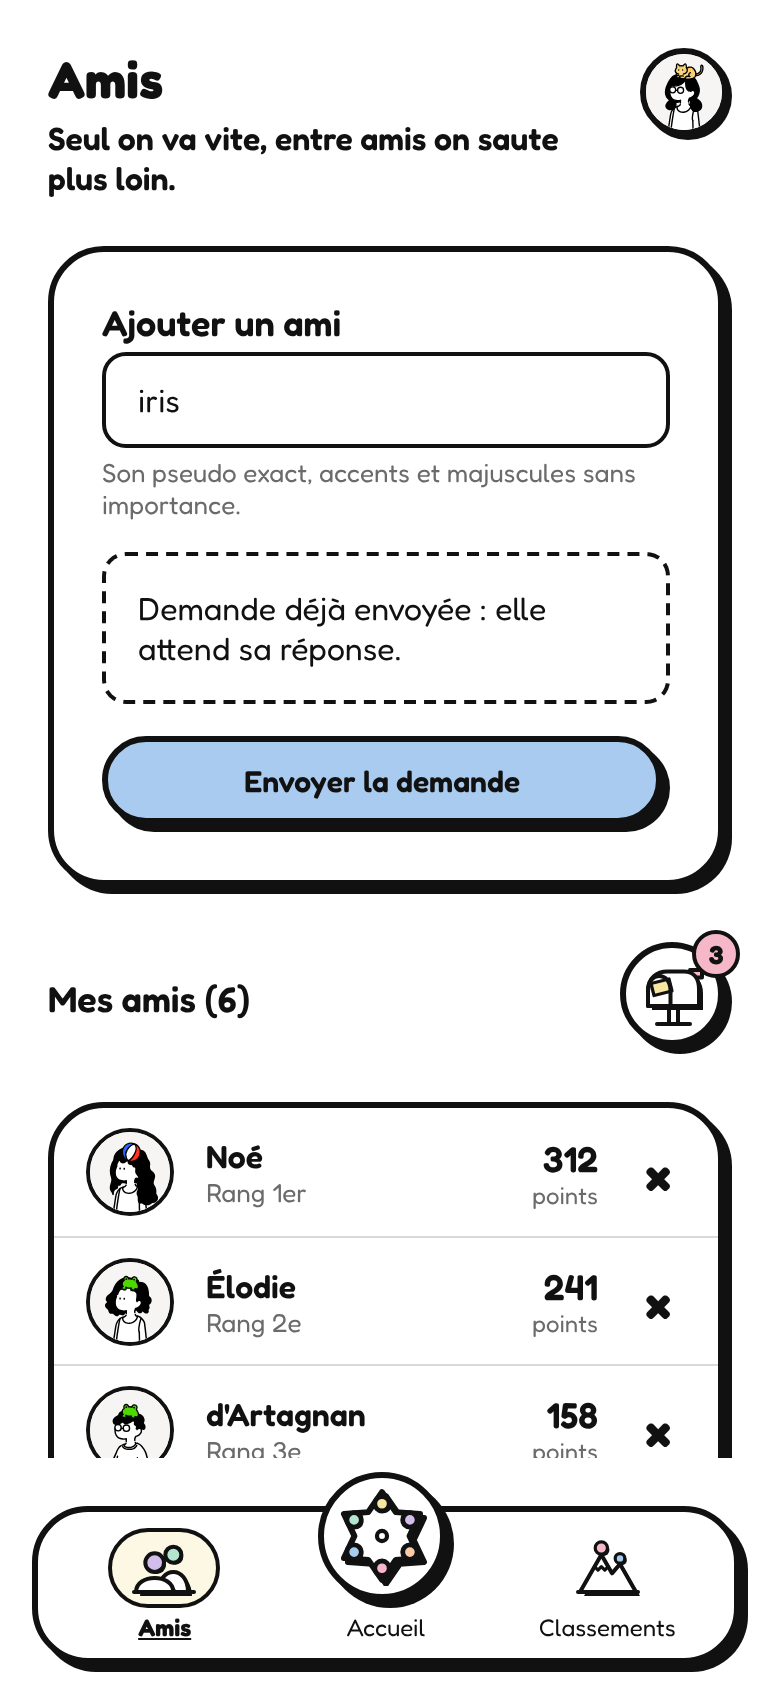 Amis
Seul on va vite, entre amis on saute
plus loin.
Ajouter un ami
iris
Son pseudo exact, accents et majuscules sans
importance.
Demande déjà envoyée : elle
attend sa réponse.
Envoyer la demande
Mes amis (6)
3
Noé
Rang 1er
312
points
Élodie
Rang 2e
241
points
d'Artagnan
Rang 3e
158
points
Amis
Accueil
Classements